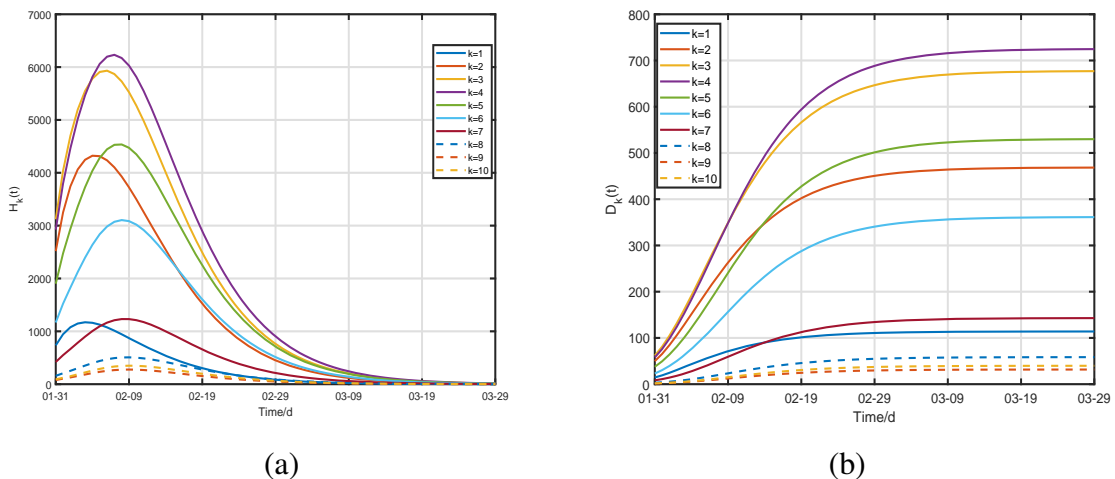 7000
6000
5000
4000
3000
2000
1000
0
H_k(t)
01-31 02-09 02-19 02-29 03-09 03-19 03-29
Time/d
k=1
k=2
k=3
k=4
k=5
k=6
k=7
k=8
k=9
k=10
(a)
800
700
600
500
400
300
200
100
0
D_k(t)
01-31 02-09 02-19 02-29 03-09 03-19 03-29
Time/d
k=1
k=2
k=3
k=4
k=5
k=6
k=7
k=8
k=9
k=10
(b)